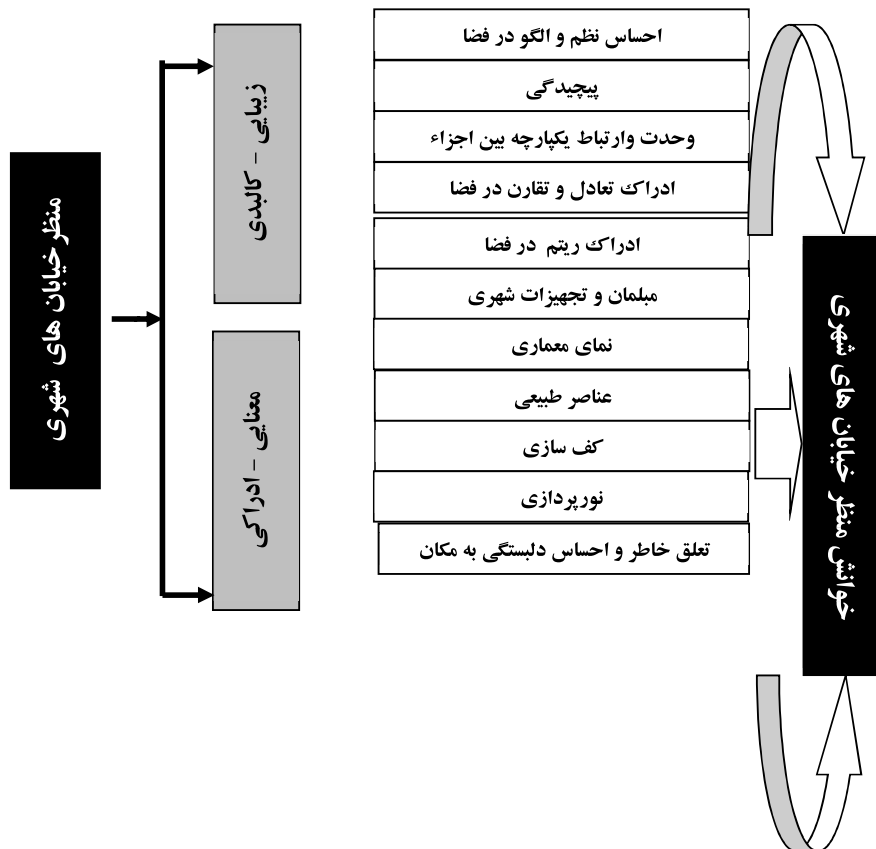 منظر خیابان های شهری
زیبایی - کالبدی
معنایی - ادراکی
احساس نظم و الگو در فضا
پیچیدگی
وحدت وارتباط یکپارچه بین اجزاء
ادراک تعادل و تقارن در فضا
ادراک ریتم در فضا
مبلمان و تجهیزات شهری
نمای معماری
عناصر طبیعی
کف سازی
نورپردازی
تعلق خاطر و احساس دلبستگی به مکان
خوانش منظر خیابان های شهری